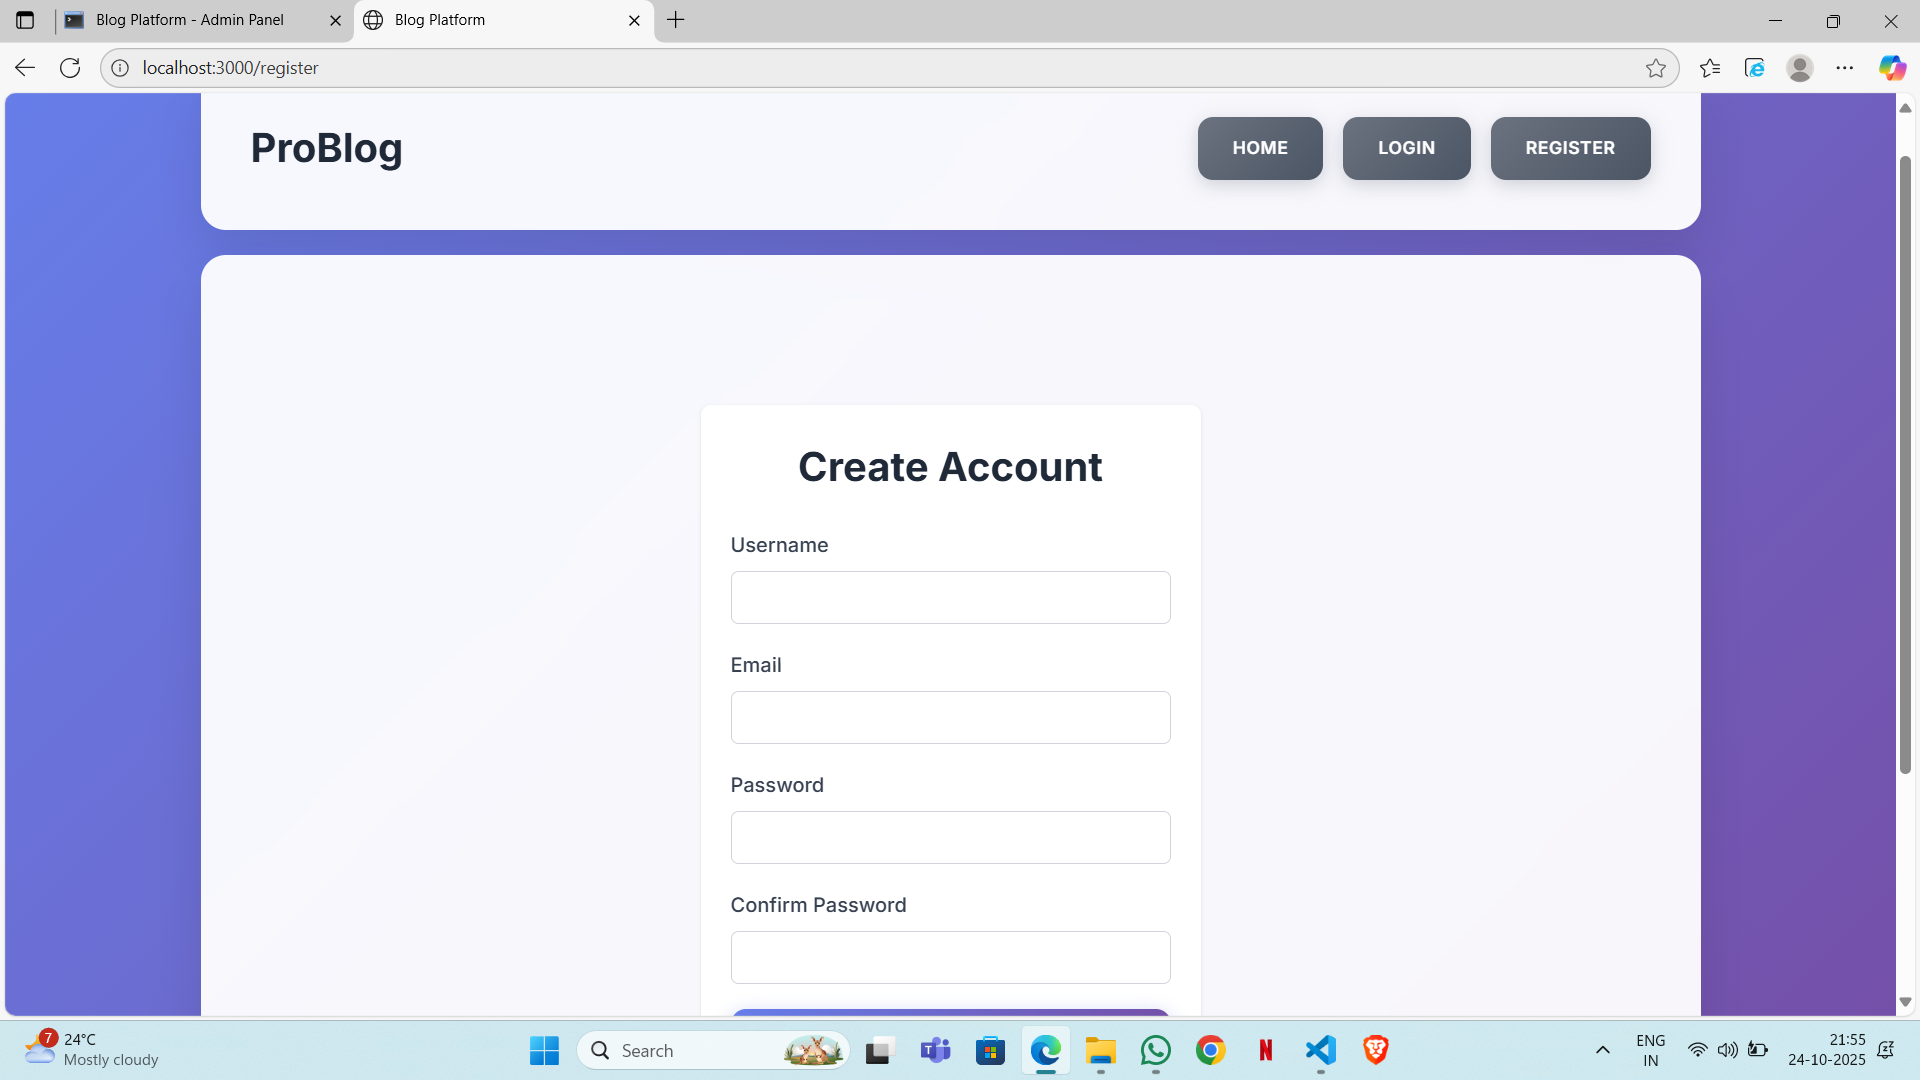 Blog Platform - Admin Panel
Blog Platform
localhost:3000/register
ProBlog
HOME
LOGIN
REGISTER
Create Account
Username
Email
Password
Confirm Password
7
24°C
Mostly cloudy
Search
T
N
ENG
IN
21:55
24-10-2025